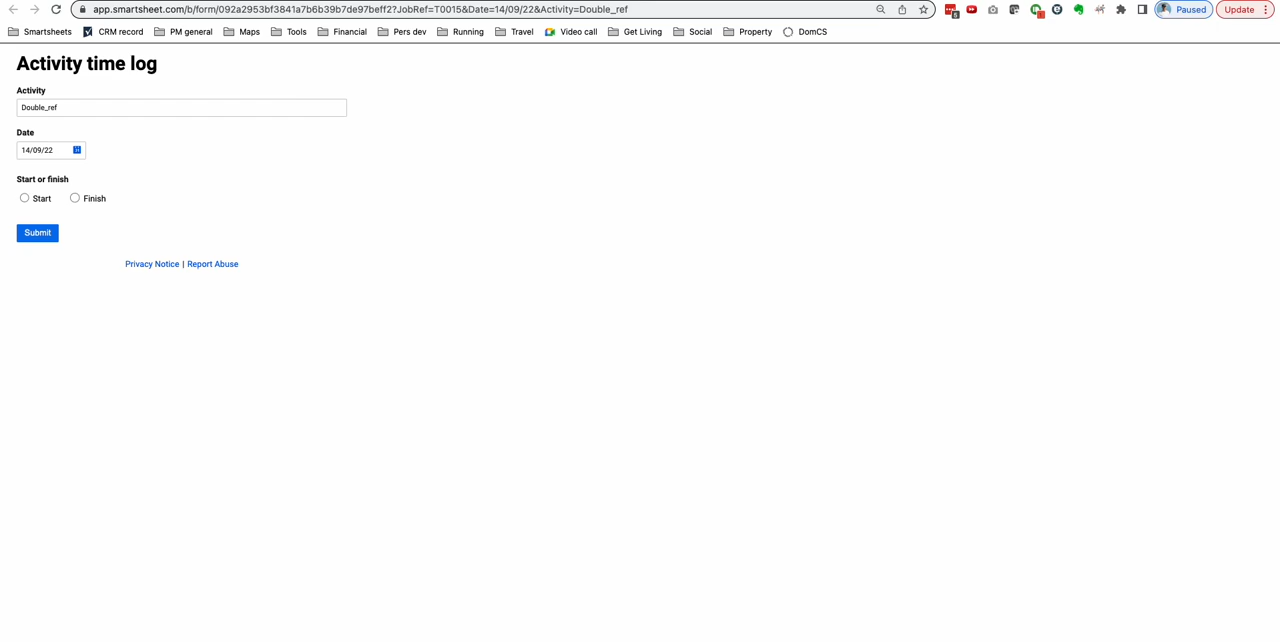 app.smartsheet.com/b/form/092a2953bf3841a7b6b39b7de97beff2?JobRef=T0015&Date=14/09/22&Activity=Double_ref
5
Paused
Update
Smartsheets CRM record PM general Maps Tools Financial Pers dev Running Travel Video call Get Living Social Property DomCS
Activity time log
Activity
Double_ref
Date
14/09/22
Start or finish
Start Finish
Submit
Privacy Notice | Report Abuse